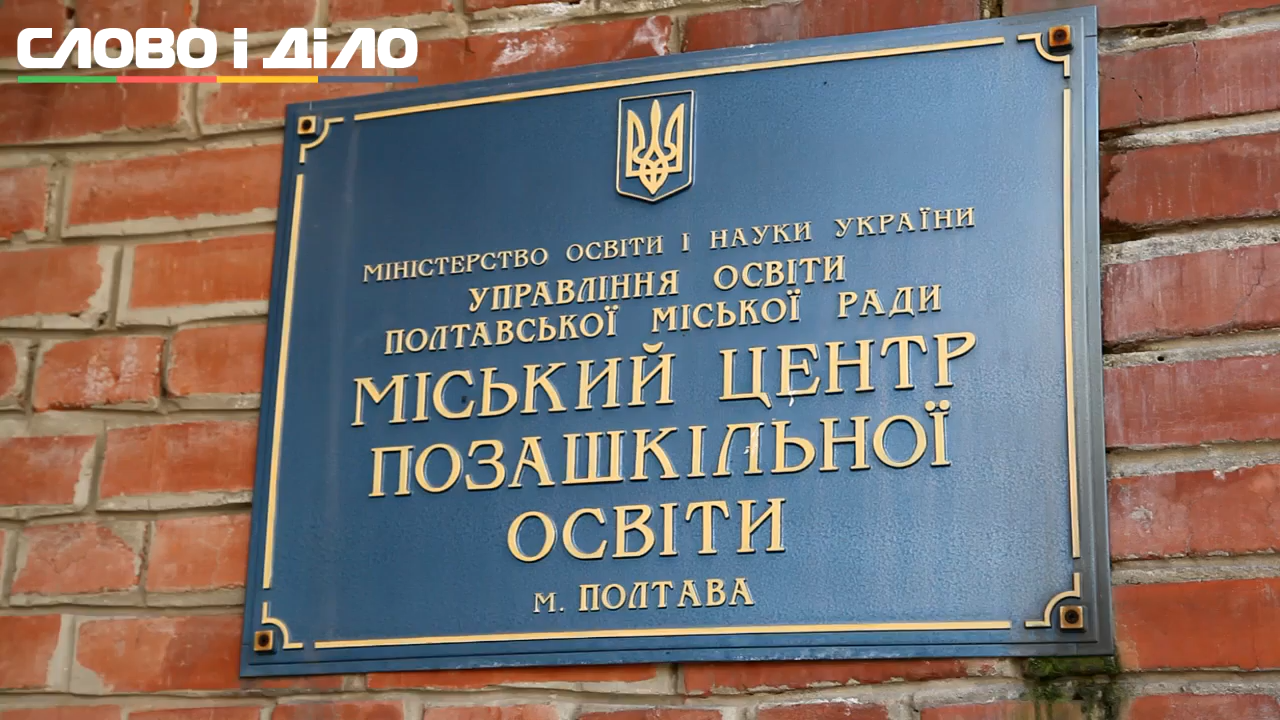 СЛОВО і ДіЛО
МІНІСТЕРСТВО ОСВІТИ І НАУКИ УКРАЇНИ
УПРАВЛІННЯ ОСВІТИ
ПОЛТАВСЬКОЇ МІСЬКОЇ РАДИ
МІСЬКИЙ ЦЕНТР
ПОЗАШКІЛЬНОЇ
ОСВІТИ
м. ПОЛТАВА